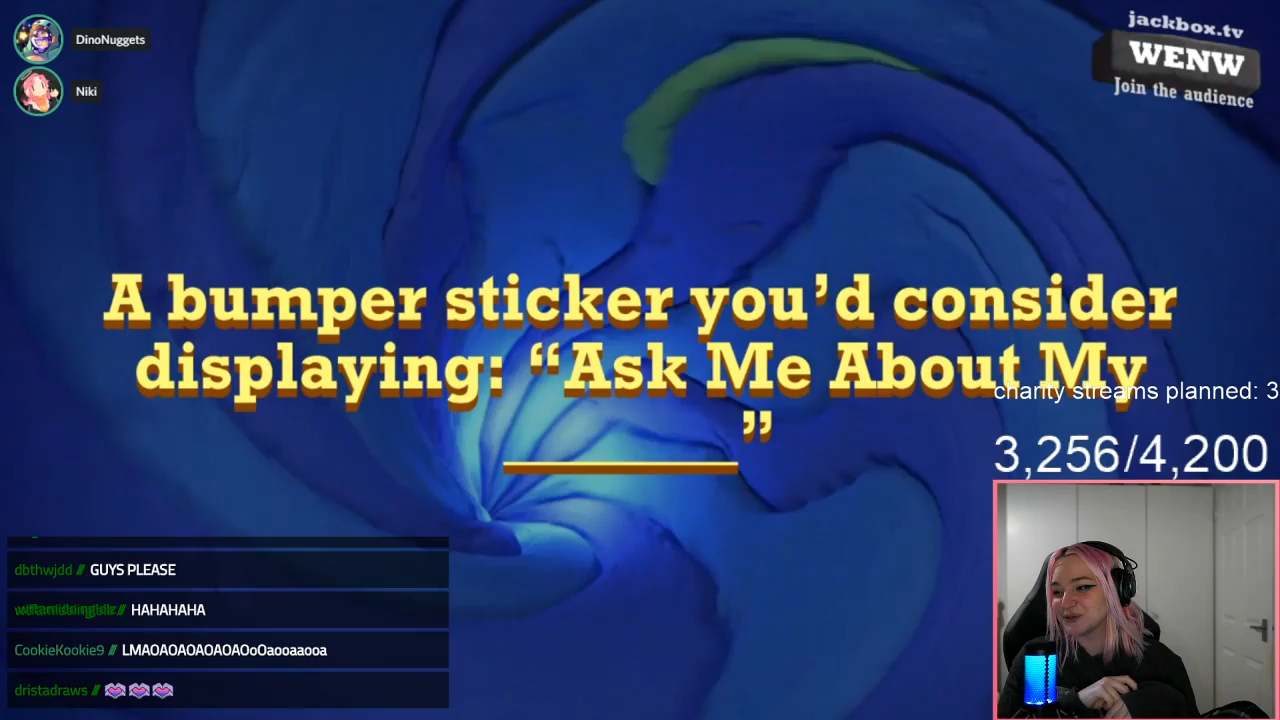 DinoNuggets
Niki
jackbox.tv
WENW
Join the audience
A bumper sticker you’d consider
displaying: “Ask Me About My
”
charity streams planned: 3
3,256/4,200
dbthwjdd // GUYS PLEASE
// HAHAHAHA
CookieKookie9 // LMAOAOAOAOAOAOoOaooaaooa
dristadraws //